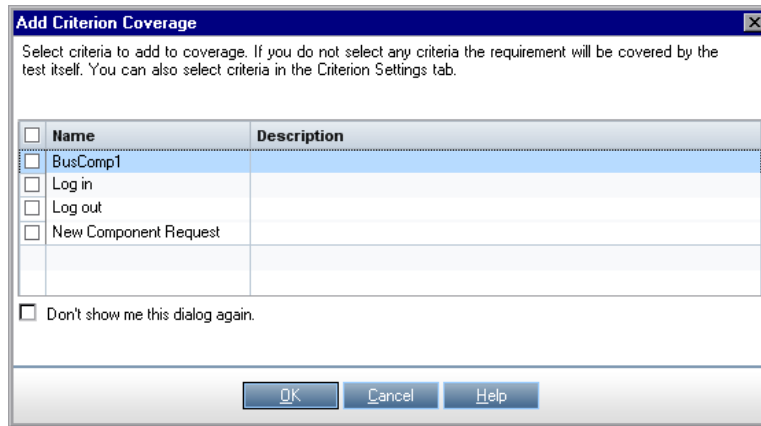 Add Criterion Coverage
Select criteria to add to coverage. If you do not select any criteria the requirement will be covered by the
test itself. You can also select criteria in the Criterion Settings tab.
Name Description
BusComp1
Log in
Log out
New Component Request
Don't show me this dialog again.
OK Cancel Help